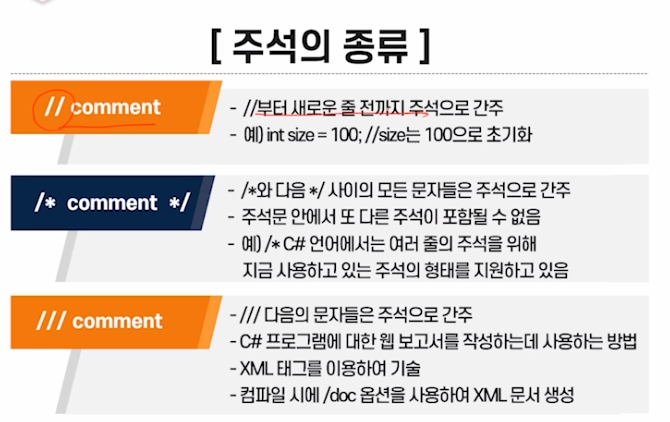 [ 주석의 종류 ]
// comment
- //부터 새로운 줄 전까지 주석으로 간주
- 예) int size = 100; //size는 100으로 초기화
/* comment */
- /*와 다음 */ 사이의 모든 문자들은 주석으로 간주
- 주석문 안에서 또 다른 주석이 포함될 수 없음
- 예) /* C# 언어에서는 여러 줄의 주석을 위해
지금 사용하고 있는 주석의 형태를 지원하고 있음
/// comment
- /// 다음의 문자들은 주석으로 간주
- C# 프로그램에 대한 웹 보고서를 작성하는데 사용하는 방법
- XML 태그를 이용하여 기술
- 컴파일 시에 /doc 옵션을 사용하여 XML 문서 생성